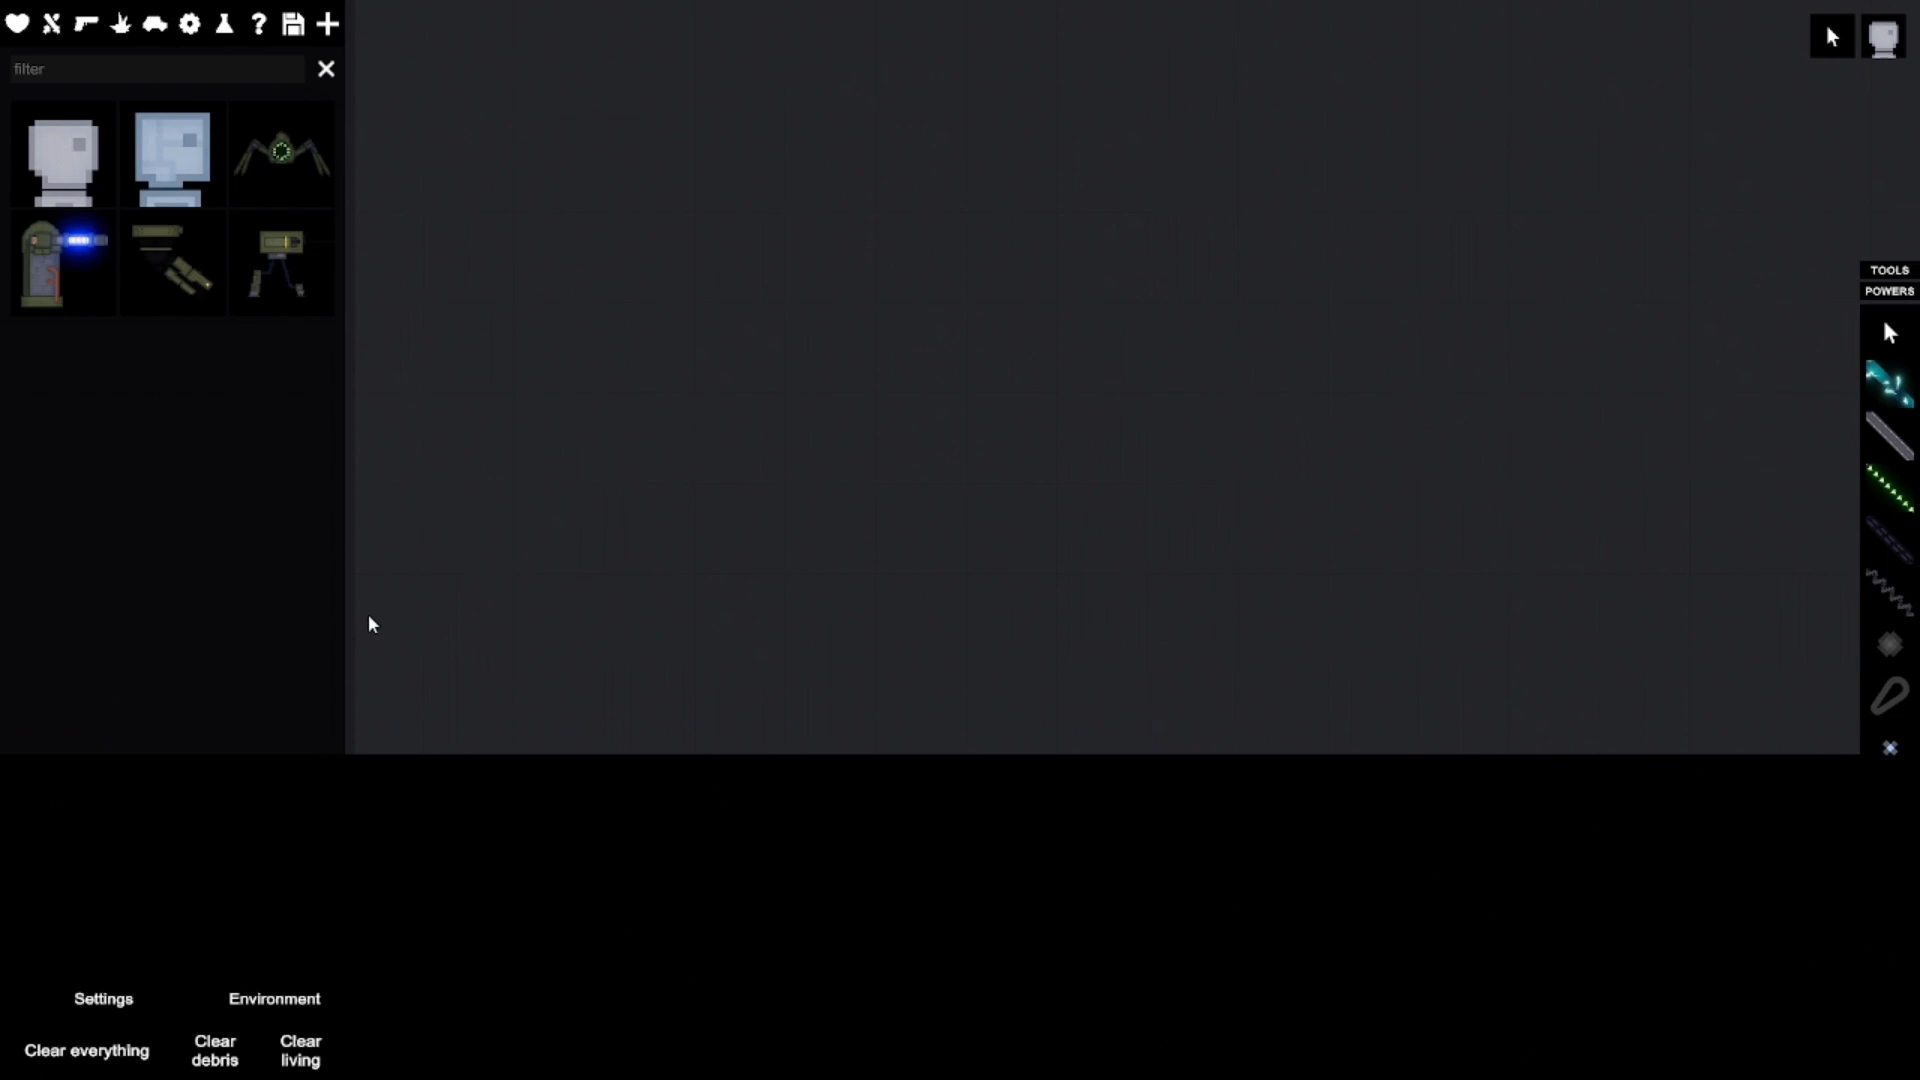 filter
TOOLS
POWERS
Settings
Environment
Clear everything
Clear
debris
Clear
living